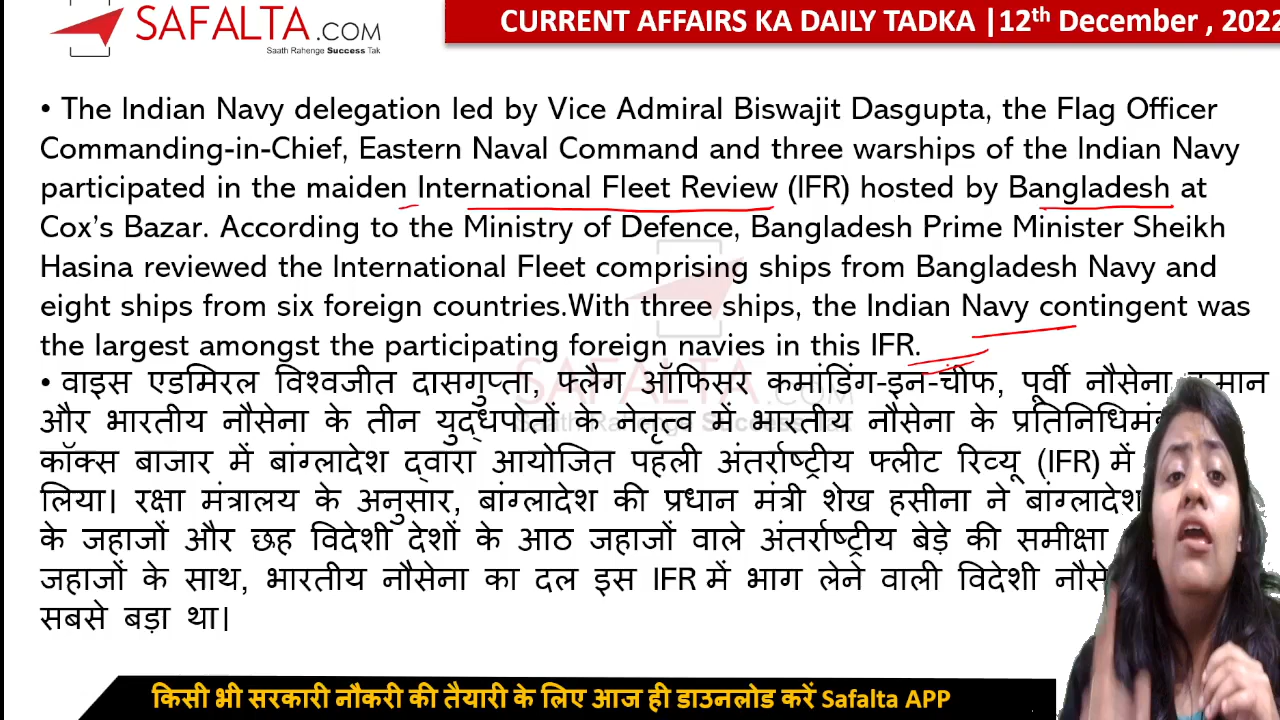 SAFALTA.COM
Saath Rahenge Success Tak
CURRENT AFFAIRS KA DAILY TADKA |12th December , 2022
• The Indian Navy delegation led by Vice Admiral Biswajit Dasgupta, the Flag Officer
Commanding-in-Chief, Eastern Naval Command and three warships of the Indian Navy
participated in the maiden International Fleet Review (IFR) hosted by Bangladesh at
Cox's Bazar. According to the Ministry of Defence, Bangladesh Prime Minister Sheikh
Hasina reviewed the International Fleet comprising ships from Bangladesh Navy and
eight ships from six foreign countries.With three ships, the Indian Navy contingent was
the largest amongst the participating foreign navies in this IFR.
• वाइस एडमिरल विश्वजीत दासगुप्ता, फ्लैग ऑफिसर कमांडिंग-इन-चीफ, पूर्वी नौसेना कमान
और भारतीय नौसेना के तीन युद्धपोतों के नेतृत्व में भारतीय नौसेना के
कॉक्स बाजार में बांग्लादेश द्वारा आयोजित पहली अंतर्राष्ट्रीय फ्लीट रिव्यू (IFR) में
लिया। रक्षा मंत्रालय के अनुसार, बांग्लादेश की प्रधान मंत्री शेख हसीना ने बांग्लादेश
के जहाजों और छह विदेशी देशों के आठ जहाजों वाले अंतर्राष्ट्रीय बेड़े की समीक्षा
जहाजों के साथ, भारतीय नौसेना का दल इस IFR में भाग लेने वाली विदेशी
सबसे बड़ा था।
किसी भी सरकारी नौकरी की तैयारी के लिए आज ही डाउनलोड करें Safalta APP